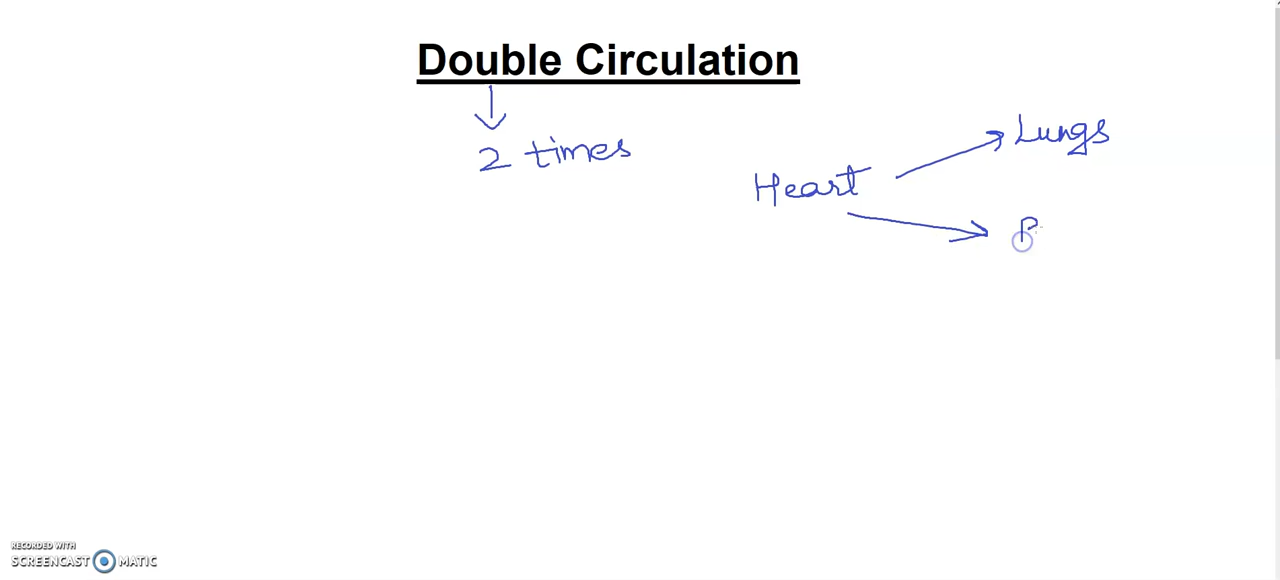 Double Circulation
2 times
Heart
Lungs
RECORDED WITH
SCREENCAST MATIC